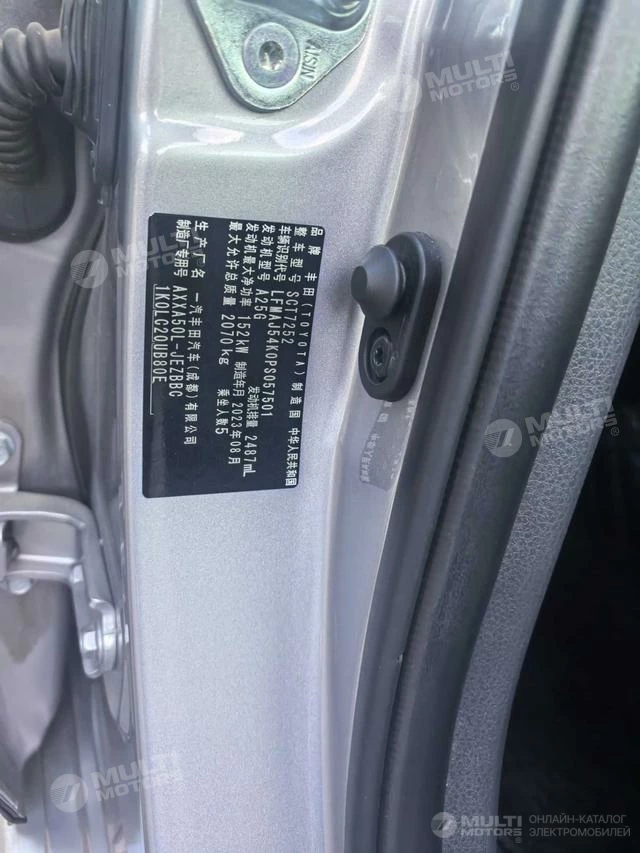 AISIN
品牌 丰田(TOYOTA) 制造国 中华人民共和国
整车型号 SCT7252
车辆识别代号 LFMAJ54K0PS057501
发动机型号 A25G 发动机排量 2487mL
发动机最大净功率 152kW 制造年月 2023年08月
最大允许总质量 2070kg 乘坐人数 5
生产厂名 一汽丰田汽车(成都)有限公司
制造厂专用号 AXXA50L-JEZBBC
1K0LC20UB80E
MULTI MOTORS®
MULTI MOTORS®
MULTI MOTORS®
MULTI MOTORS®
MULTI MOTORS®
MULTI MOTORS® ОНЛАЙН-КАТАЛОГ ЭЛЕКТРОМОБИЛЕЙ